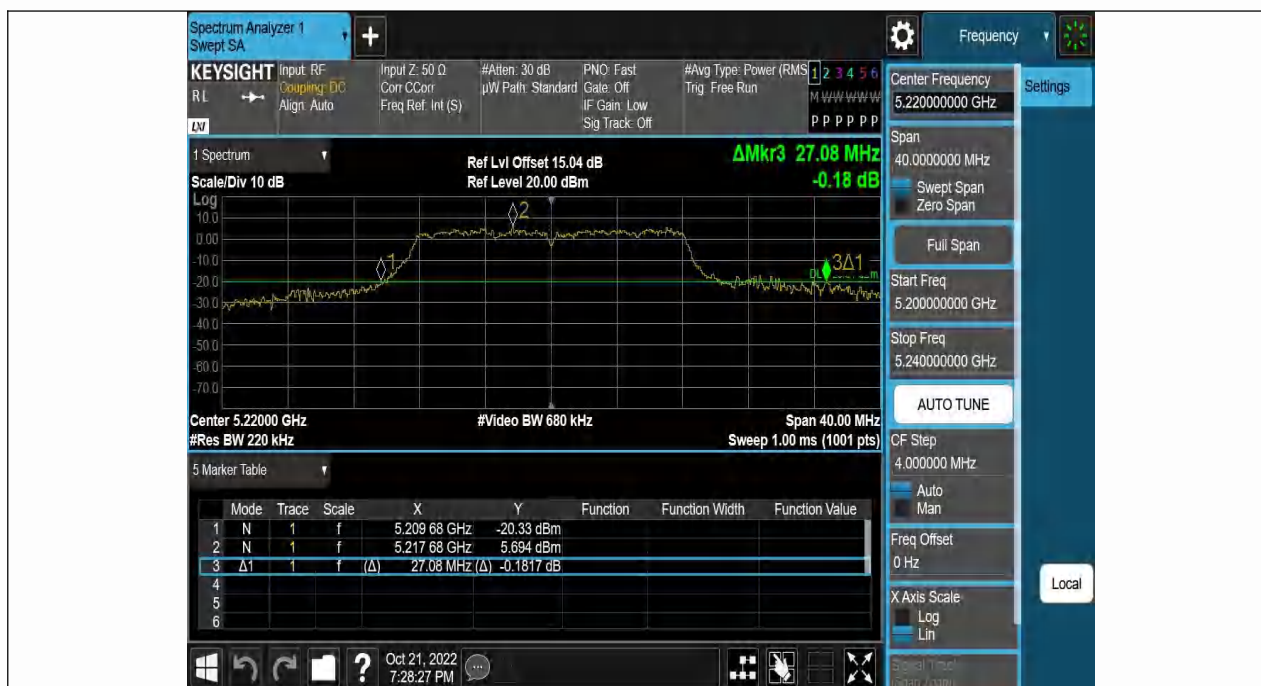 Spectrum Analyzer 1
Swept SA
+
Frequency
KEYSIGHT
RL
LXI
Input: RF
Coupling: DC
Align: Auto
Input Z: 50 Ω
Corr CCorr
Freq Ref: Int (S)
#Atten: 30 dB
µW Path: Standard
PNO: Fast
Gate: Off
IF Gain: Low
Sig Track: Off
#Avg Type: Power (RMS
Trig: Free Run
1 2 3 4 5 6
M W W W W W
P P P P P P
Center Frequency
5.220000000 GHz
Settings
Span
40.0000000 MHz
Swept Span
Zero Span
Full Span
Start Freq
5.200000000 GHz
Stop Freq
5.240000000 GHz
AUTO TUNE
CF Step
4.000000 MHz
Auto
Man
Freq Offset
0 Hz
X Axis Scale
Log
Lin
Local
1 Spectrum
Scale/Div 10 dB
Ref Lvl Offset 15.04 dB
Ref Level 20.00 dBm
ΔMkr3 27.08 MHz
-0.18 dB
Log
10.0
0.00
-10.0
-20.0
-30.0
-40.0
-50.0
-60.0
-70.0
1
2
3Δ1
Center 5.22000 GHz
#Video BW 680 kHz
Span 40.00 MHz
#Res BW 220 kHz
Sweep 1.00 ms (1001 pts)
5 Marker Table
Mode Trace Scale X Y Function Function Width Function Value
1 N 1 f 5.209 68 GHz -20.33 dBm
2 N 1 f 5.217 68 GHz 5.694 dBm
3 Δ1 1 f (Δ) 27.08 MHz (Δ) -0.1817 dB
4
5
6
?
Oct 21, 2022
7:28:27 PM